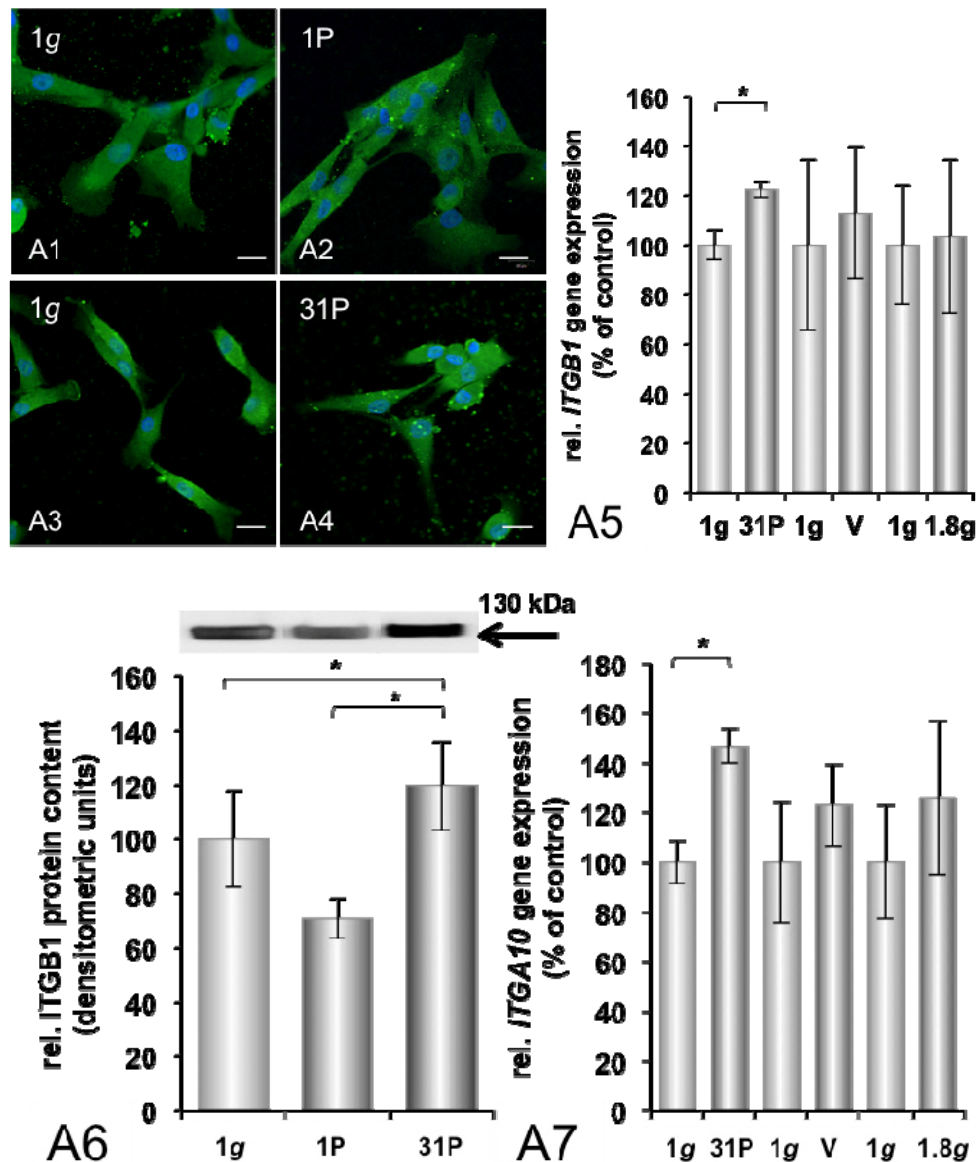 1g
A1
1P
A2
1g
A3
31P
A4
rel. ITGB1 gene expression
(% of control)
160
140
120
100
80
60
40
20
0
*
1g 31P 1g V 1g 1.8g
A5
130 kDa
rel. ITGB1 protein content
(densitometric units)
160
140
120
100
80
60
40
20
0
*
*
1g 1P 31P
A6
rel. ITGA10 gene expression
(% of control)
180
160
140
120
100
80
60
40
20
0
*
1g 31P 1g V 1g 1.8g
A7